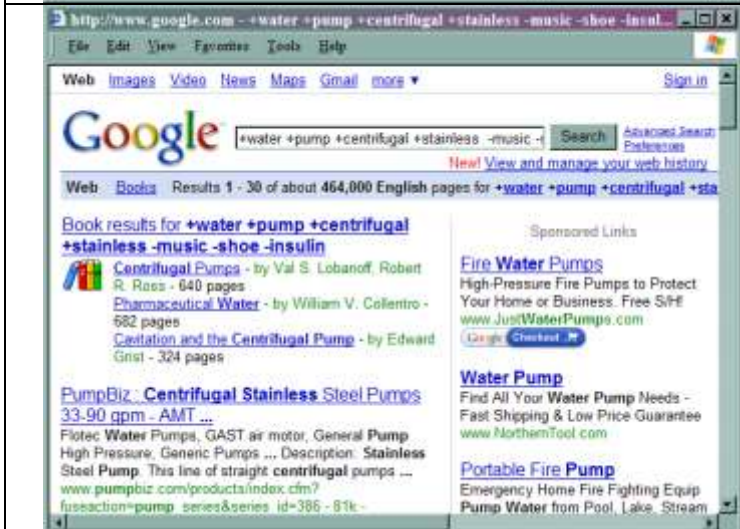 http://www.google.com - +water +pump +centrifugal +stainless -music -shoe -insul...
File Edit View Favorites Tools Help
Web Images Video News Maps Gmail more ▼ Sign in
Google +water +pump +centrifugal +stainless -music -s Search Advanced Search
Preferences
New! View and manage your web history
Web Books Results 1 - 30 of about 464,000 English pages for +water +pump +centrifugal +sta
Book results for +water +pump +centrifugal
+stainless -music -shoe -insulin
Centrifugal Pumps - by Val S. Lobanoff, Robert
R. Ross - 640 pages
Pharmaceutical Water - by William V. Collentro -
682 pages
Cavitation and the Centrifugal Pump - by Edward
Grist - 324 pages
PumpBiz : Centrifugal Stainless Steel Pumps
33-90 gpm - AMT ...
Flotec Water Pumps, GAST air motor, General Pump
High Pressure, Generic Pumps ... Description: Stainless
Steel Pump. This line of straight centrifugal pumps ...
www.pumpbiz.com/products/index.cfm?
fuseaction=pump_series&series_id=386 - 81k -
Sponsored Links
Fire Water Pumps
High-Pressure Fire Pumps to Protect
Your Home or Business. Free S/H!
www.JustWaterPumps.com
Google Checkout
Water Pump
Find All Your Water Pump Needs -
Fast Shipping & Low Price Guarantee
www.NorthernTool.com
Portable Fire Pump
Emergency Home Fire Fighting Equip
Pump Water from Pool, Lake, Stream